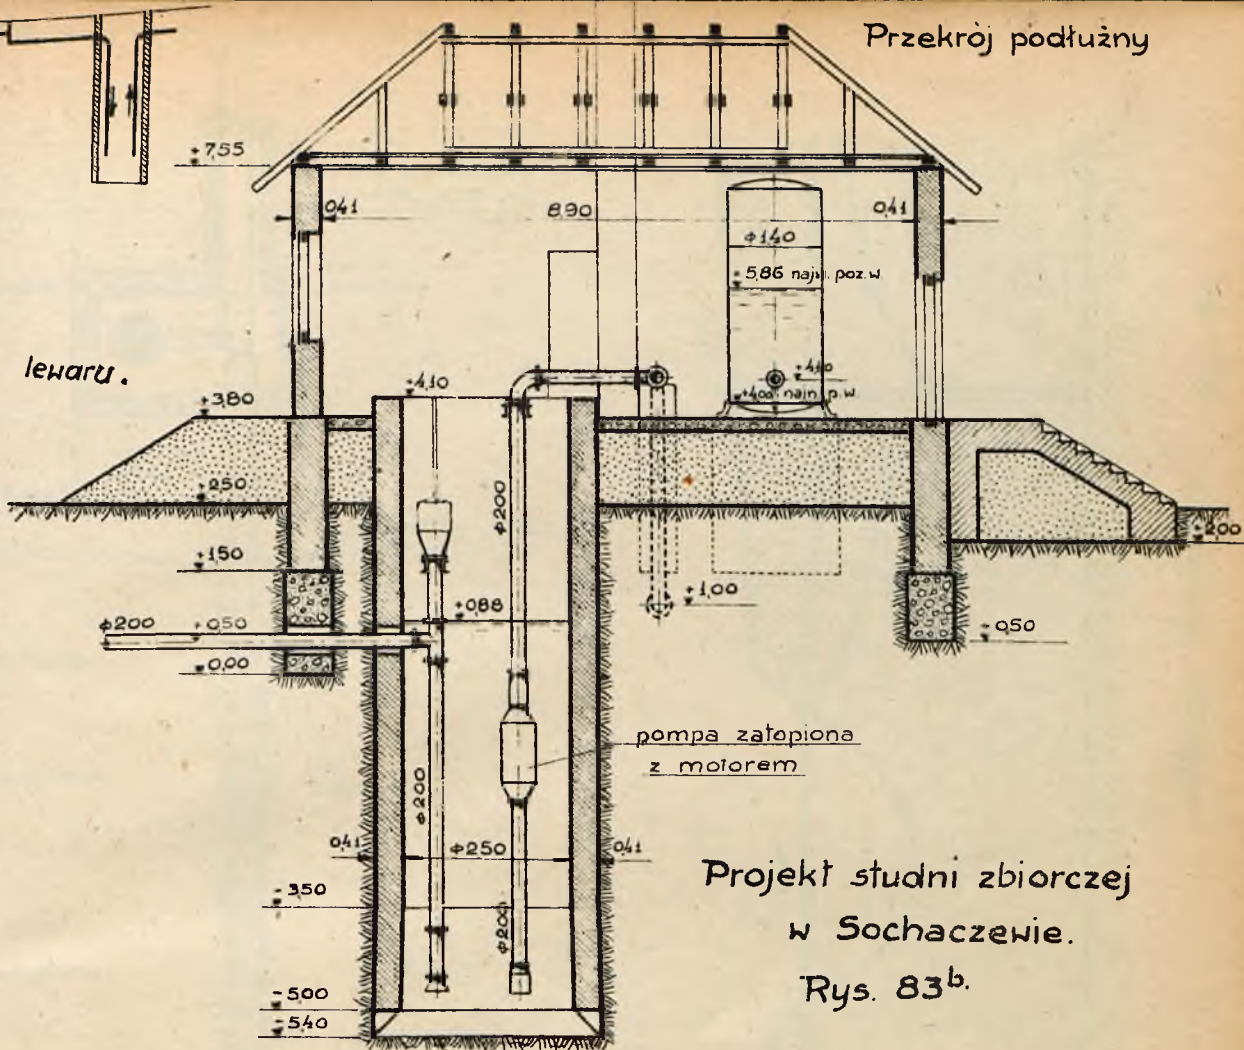 Przekrój podłużny
+7,55
0,41
8,90
0,41
ϕ1,40
+5,86 najw. poz. w
lewaru.
+4,10
+4,10
+4,00 najn. p.w.
+3,80
+2,50
ϕ200
+2,00
+1,50
+1,00
+0,88
ϕ200
+0,50
-0,50
0,00
pompa zatopiona
z motorem
ϕ200
0,41
ϕ2,50
0,41
Projekt studni zbiorczej
-3,50
w Sochaczewie.
ϕ200
Rys. 83b.
-5,00
-5,40